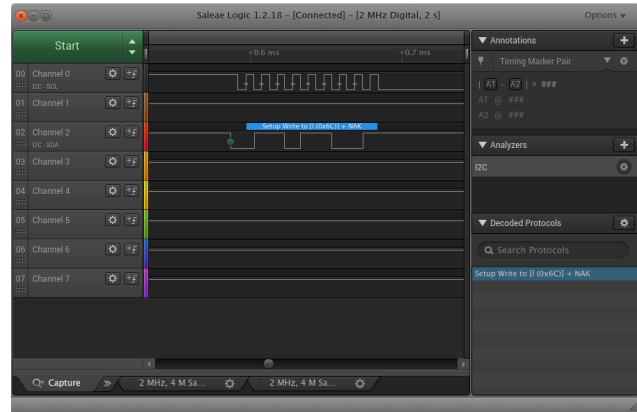 Saleae Logic 1.2.18 – [Connected] – [2 MHz Digital, 2 s]
Options
Start
+0.6 ms
+0.7 ms
00 Channel 0
I2C - SCL
01 Channel 1
02 Channel 2
I2C - SDA
Setup Write to [l (0x6C)] + NAK
03 Channel 3
04 Channel 4
05 Channel 5
06 Channel 6
07 Channel 7
Annotations
Timing Marker Pair
| A1 - A2 | = ###
A1 @ ###
A2 @ ###
Analyzers
I2C
Decoded Protocols
Search Protocols
Setup Write to [l (0x6C)] + NAK
Capture
2 MHz, 4 M Sa...
2 MHz, 4 M Sa...